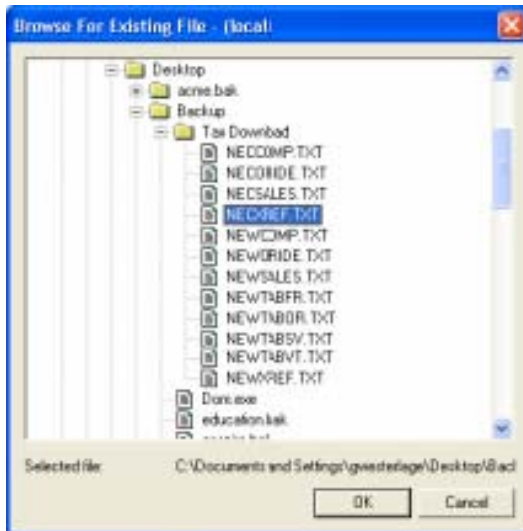 Browse For Existing File - (local)
Desktop
acme.bak
Backup
Tax Download
NECCOMP.TXT
NECORIDE.TXT
NECSALES.TXT
NECXREF.TXT
NEWCOMP.TXT
NEWORIDE.TXT
NEWSALES.TXT
NEWTABFR.TXT
NEWTABOR.TXT
NEWTABSV.TXT
NEWTABVT.TXT
NEWXREF.TXT
Dom.exe
education.bak
Selected file:
C:\Documents and Settings\gwesterlage\Desktop\Bacl
OK
Cancel